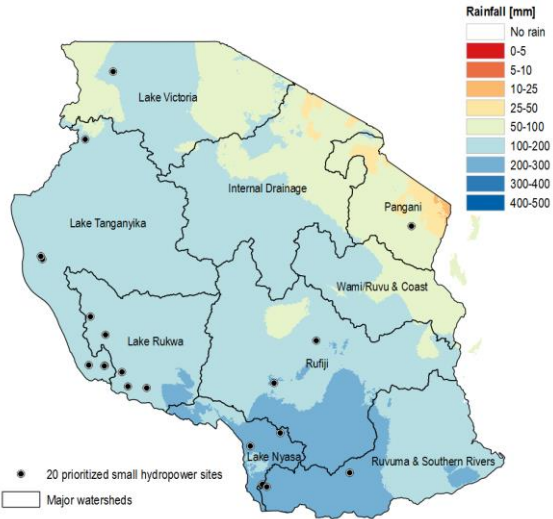 Rainfall [mm]
No rain
0-5
5-10
10-25
25-50
50-100
100-200
200-300
300-400
400-500
Lake Victoria
Internal Drainage
Lake Tanganyika
Pangani
Wami/Ruvu & Coast
Lake Rukwa
Rufiji
Lake Nyasa
Ruvuma & Southern Rivers
20 prioritized small hydropower sites
Major watersheds